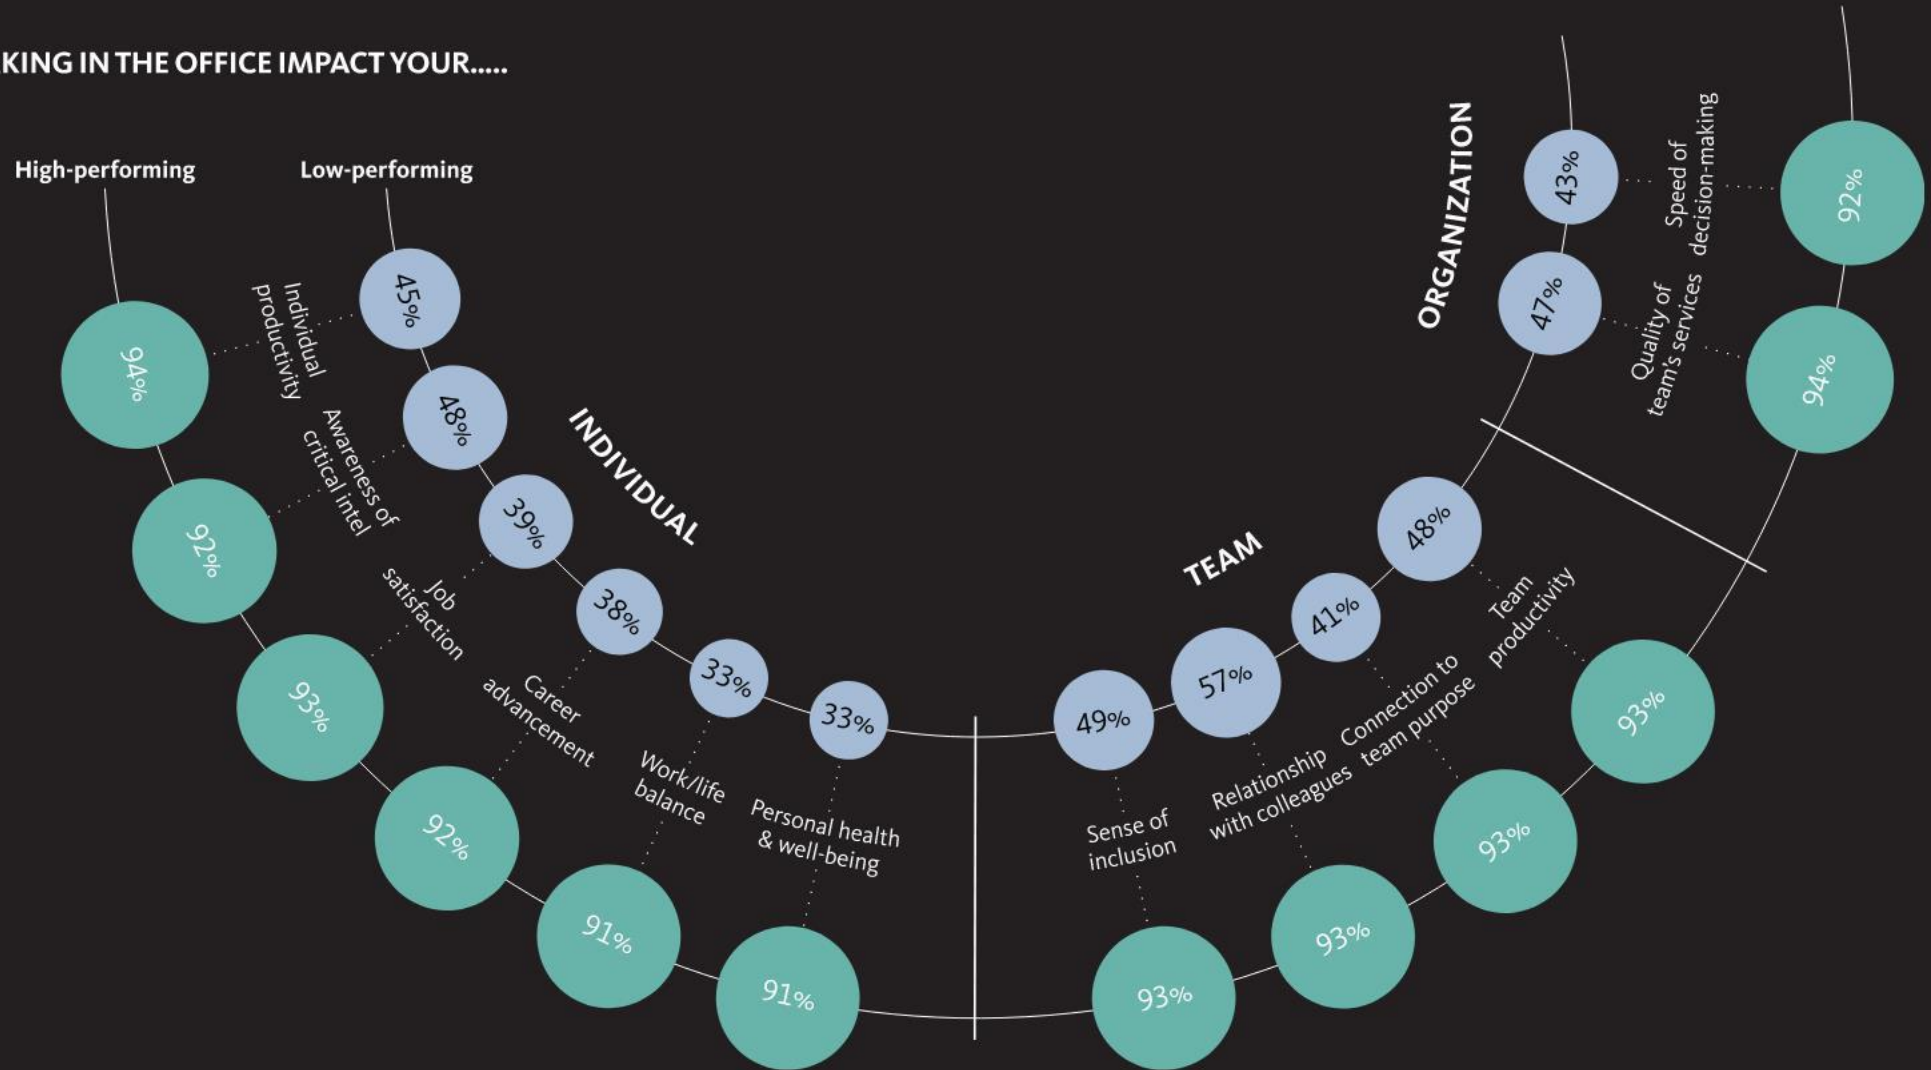 KING IN THE OFFICE IMPACT YOUR.....
High-performing
Low-performing
INDIVIDUAL
94%
Individual
productivity
45%
92%
Awareness of
critical intel
48%
93%
Job
satisfaction
39%
92%
Career
advancement
38%
91%
Work/life
balance
33%
91%
Personal health
& well-being
33%
TEAM
49%
Sense of
inclusion
93%
57%
Relationship
with colleagues
93%
41%
Connection to
team purpose
93%
48%
Team
productivity
93%
ORGANIZATION
47%
Quality of
team's services
94%
43%
Speed of
decision-making
92%